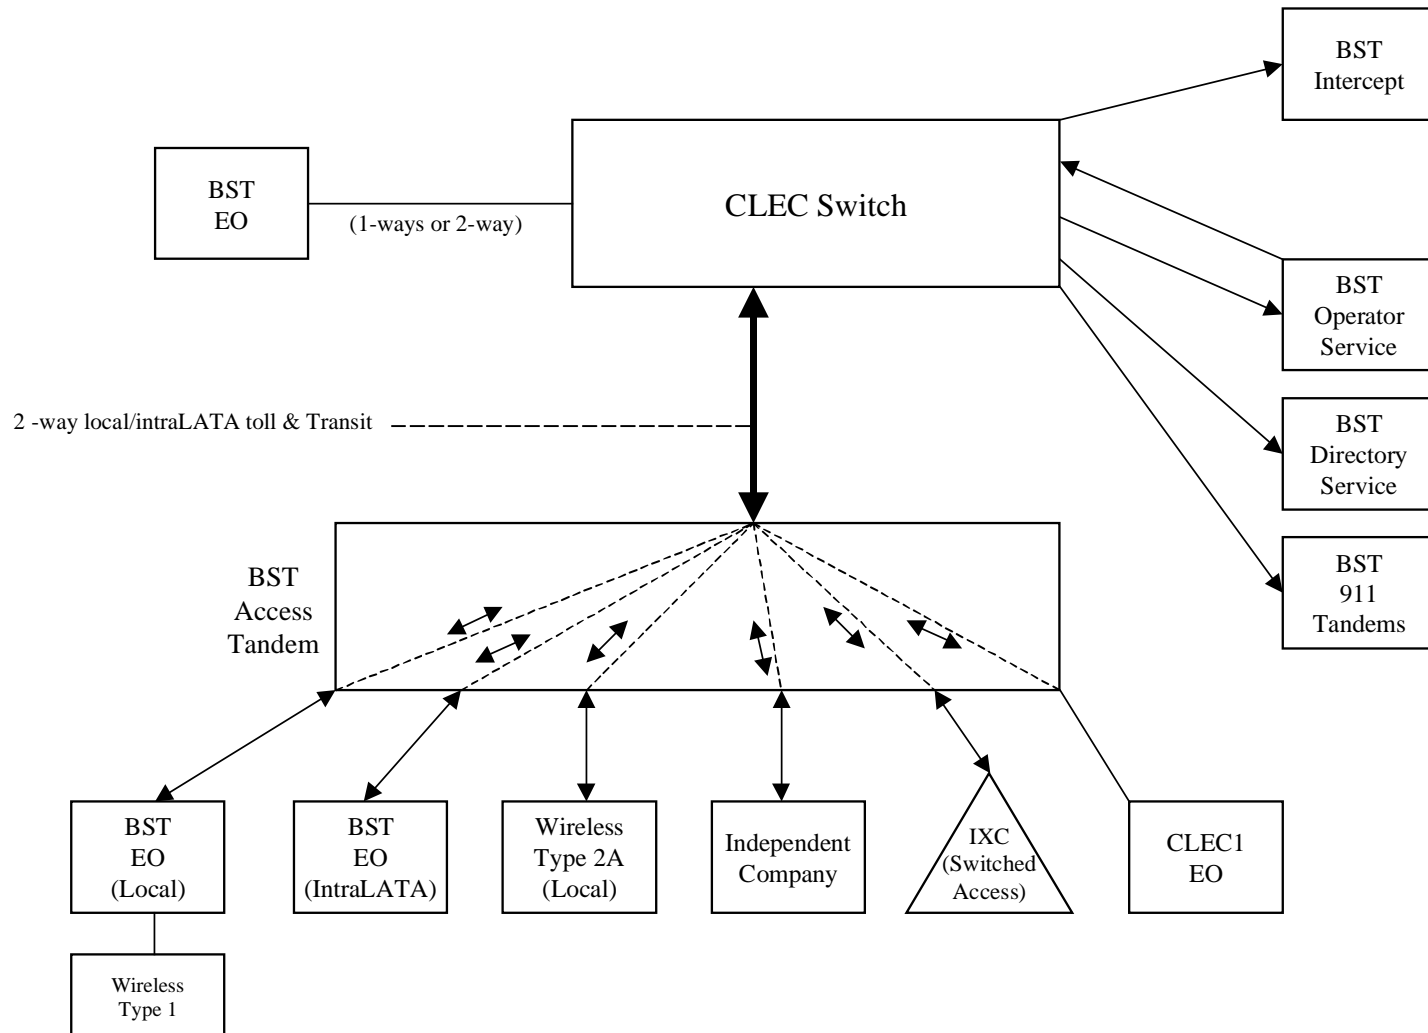 BST
Intercept
BST
EO
(1-ways or 2-way)
CLEC Switch
BST
Operator
Service
2 -way local/intraLATA toll & Transit
BST
Directory
Service
BST
Access
Tandem
BST
911
Tandems
BST
EO
(Local)
BST
EO
(IntraLATA)
Wireless
Type 2A
(Local)
Independent
Company
IXC
(Switched
Access)
CLEC1
EO
Wireless
Type 1